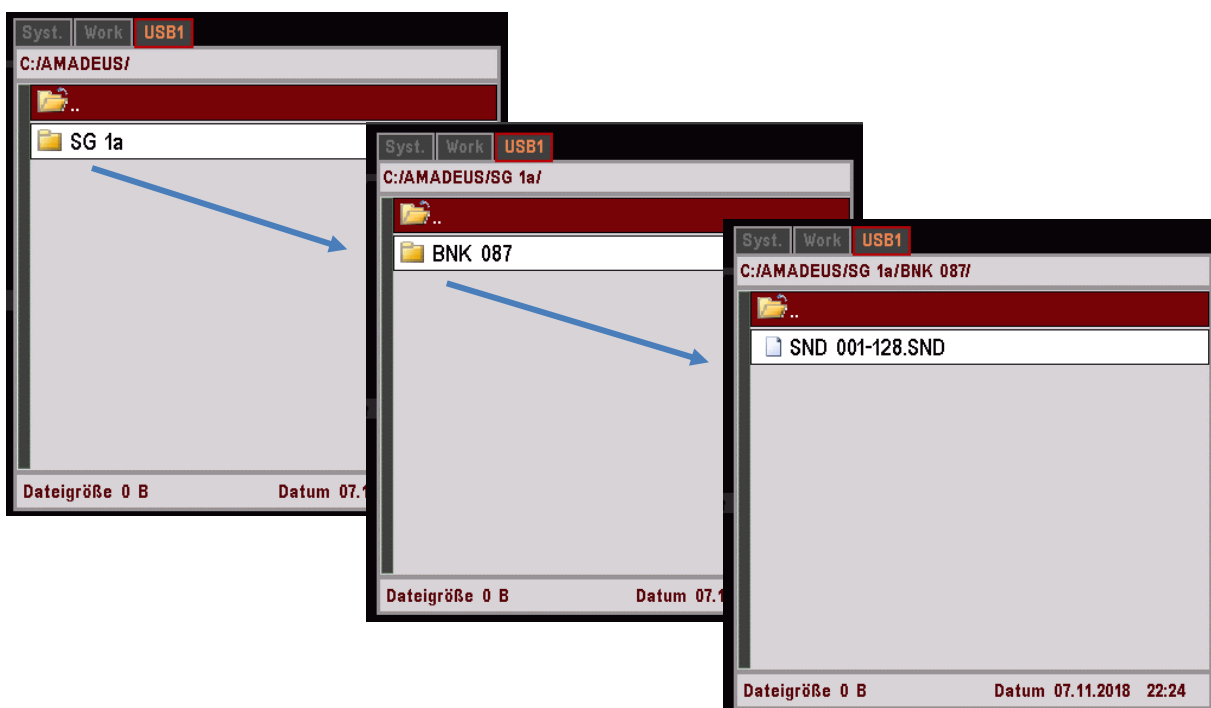 Syst. Work USB1
C:/AMADEUS/
..
SG 1a
Dateigröße 0 B Datum 07.1
Syst. Work USB1
C:/AMADEUS/SG 1a/
..
BNK 087
Dateigröße 0 B Datum 07.1
Syst. Work USB1
C:/AMADEUS/SG 1a/BNK 087/
..
SND 001-128.SND
Dateigröße 0 B Datum 07.11.2018 22:24